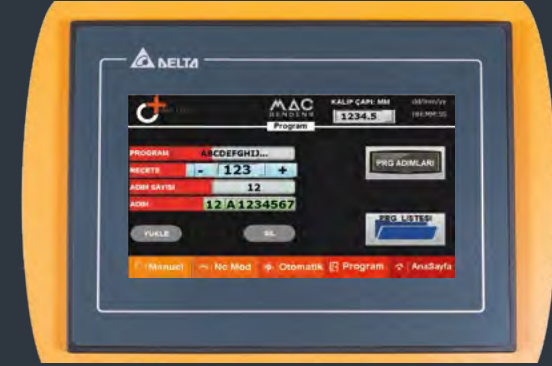 DELTA
MAC
BENDING
Program
KALIP ÇAPI: MM
1234.5
dd/mm/yy
HH:MM:SS
PROGRAM ABCDEFGHIJ...
REÇETE - 123 +
ADIM SAYISI 12
ADIM 12 A 1234567
PRG ADIMLARI
PRG LİSTESİ
YUKLE SİL
Manuel Nc Mod Otomatik Program AnaSayfa